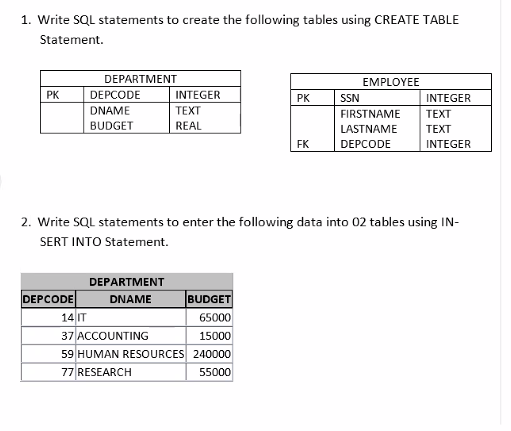 1. Write SQL statements to create the following tables using CREATE TABLE
Statement.
DEPARTMENT
PK DEPCODE INTEGER
DNAME TEXT
BUDGET REAL
EMPLOYEE
PK SSN INTEGER
FIRSTNAME TEXT
LASTNAME TEXT
FK DEPCODE INTEGER
2. Write SQL statements to enter the following data into 02 tables using IN-
SERT INTO Statement.
DEPARTMENT
DEPCODE DNAME BUDGET
14 IT 65000
37 ACCOUNTING 15000
59 HUMAN RESOURCES 240000
77 RESEARCH 55000